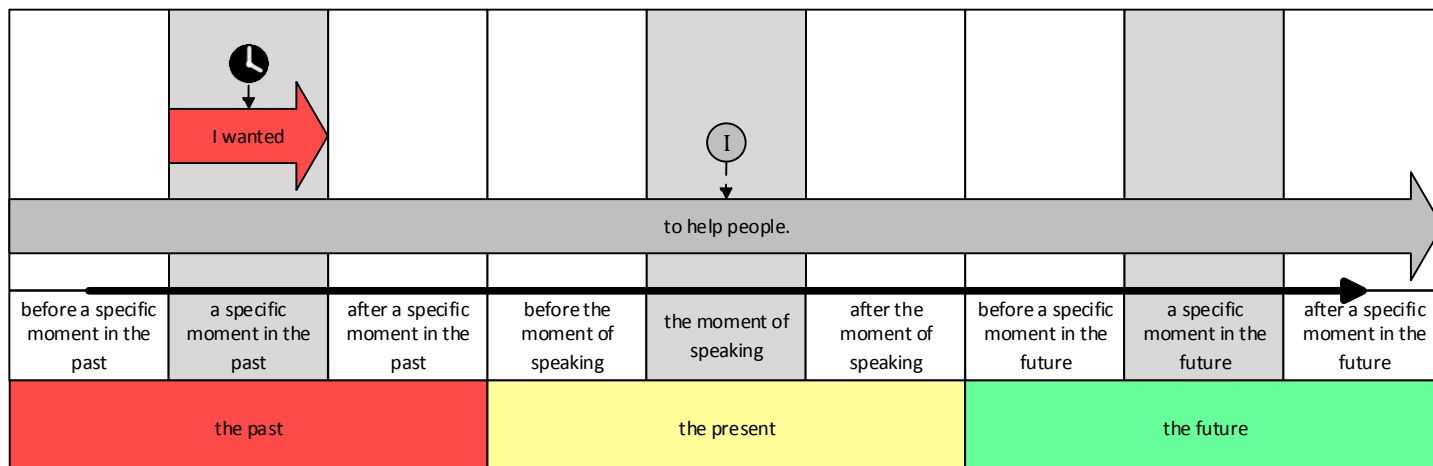 I wanted
I
to help people.
before a specific
moment in the
past
a specific
moment in the
past
after a specific
moment in the
past
before the
moment of
speaking
the moment of
speaking
after the
moment of
speaking
before a specific
moment in the
future
a specific
moment in the
future
after a specific
moment in the
future
the past
the present
the future